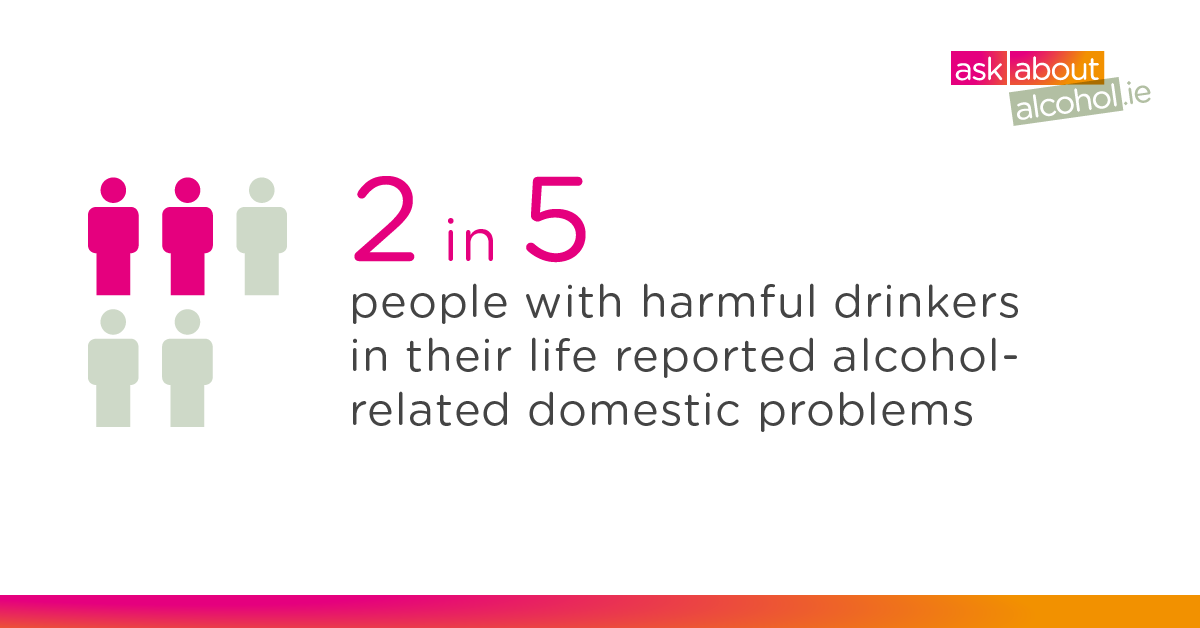 ask about
alcohol.ie
2 in 5
people with harmful drinkers
in their life reported alcohol-
related domestic problems